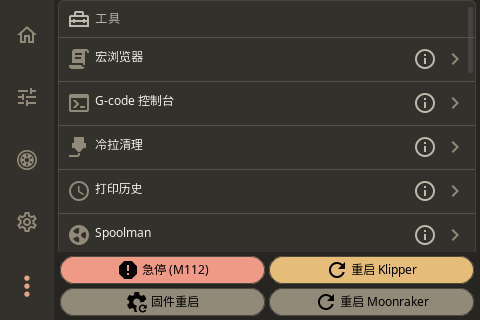 工具
宏浏览器
G-code 控制台
冷拉清理
打印历史
Spoolman
急停 (M112)
重启 Klipper
固件重启
重启 Moonraker